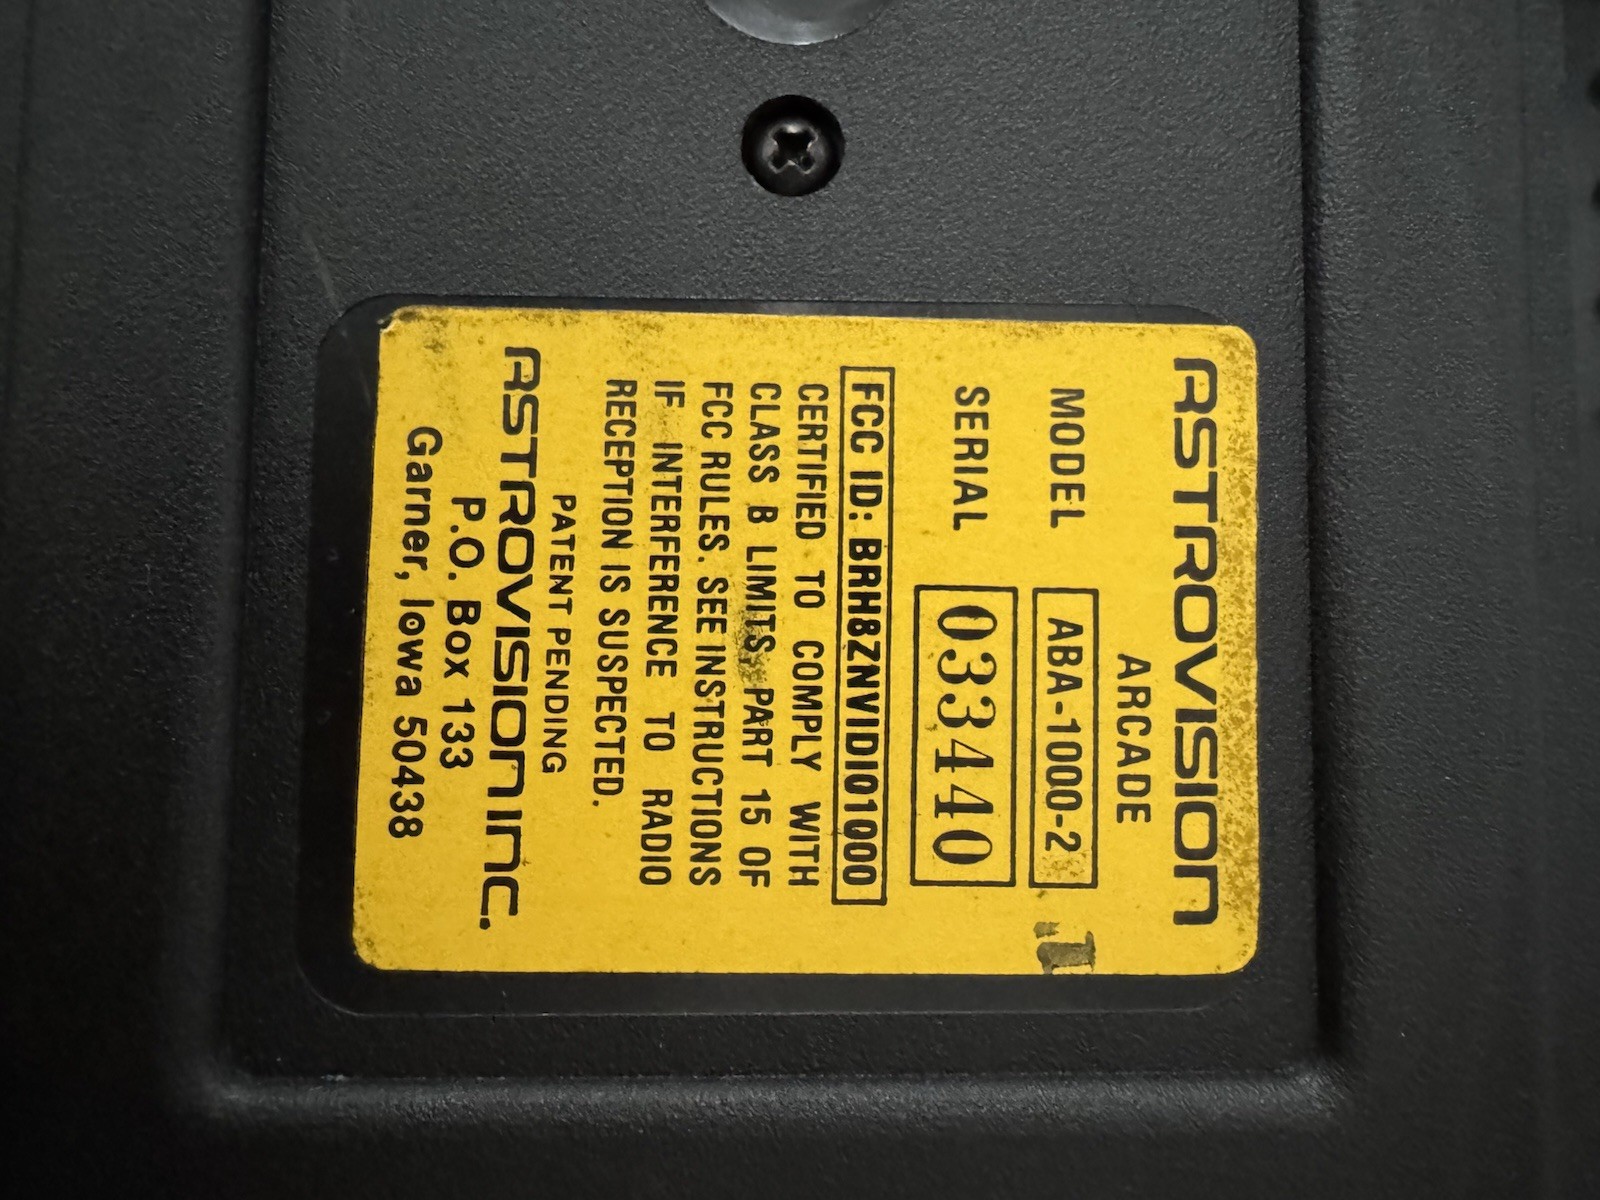 ASTROVISION
ARCADE
MODEL ABA-1000-2
SERIAL 033440
FCC ID: BRH8ZNVIDI01000
CERTIFIED TO COMPLY WITH
CLASS B LIMITS, PART 15 OF
FCC RULES. SEE INSTRUCTIONS
IF INTERFERENCE TO RADIO
RECEPTION IS SUSPECTED.
PATENT PENDING
ASTROVISION INC.
P.O. Box 133
Garner, Iowa 50438